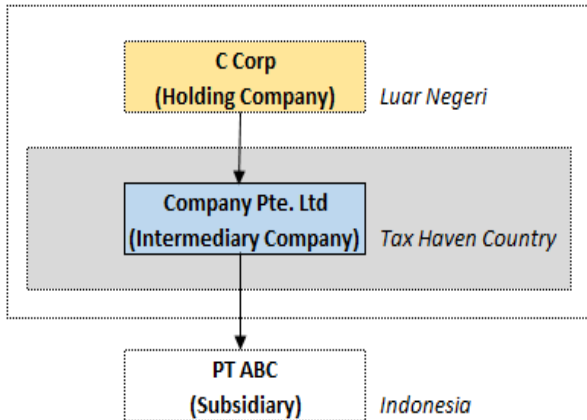 C Corp
(Holding Company)
Luar Negeri
Company Pte. Ltd
(Intermediary Company)
Tax Haven Country
PT ABC
(Subsidiary)
Indonesia